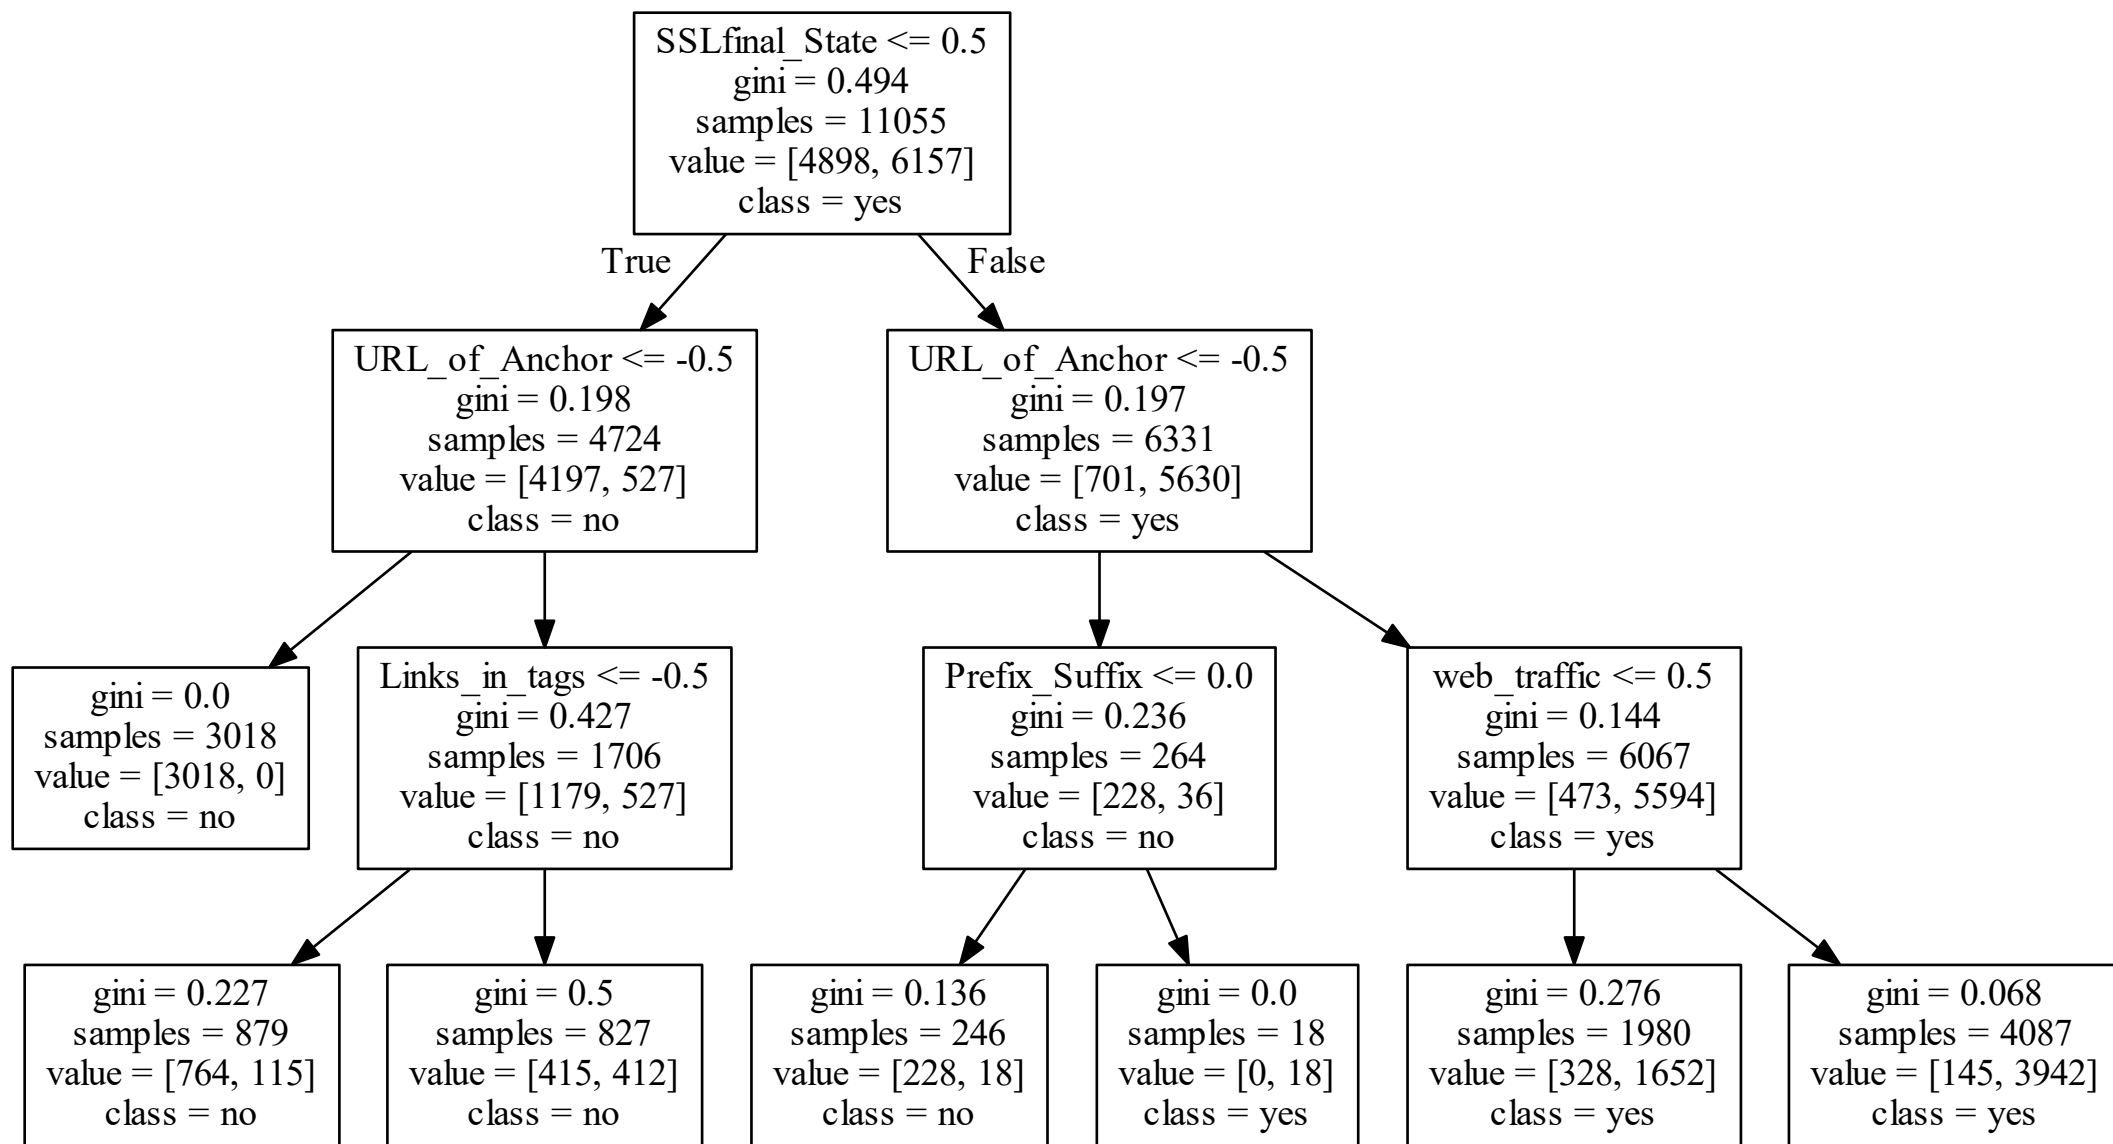 SSLfinal_State <= 0.5
gini = 0.494
samples = 11055
value = [4898, 6157]
class = yes
True
False
URL_of_Anchor <= -0.5
gini = 0.198
samples = 4724
value = [4197, 527]
class = no
URL_of_Anchor <= -0.5
gini = 0.197
samples = 6331
value = [701, 5630]
class = yes
gini = 0.0
samples = 3018
value = [3018, 0]
class = no
Links_in_tags <= -0.5
gini = 0.427
samples = 1706
value = [1179, 527]
class = no
Prefix_Suffix <= 0.0
gini = 0.236
samples = 264
value = [228, 36]
class = no
web_traffic <= 0.5
gini = 0.144
samples = 6067
value = [473, 5594]
class = yes
gini = 0.227
samples = 879
value = [764, 115]
class = no
gini = 0.5
samples = 827
value = [415, 412]
class = no
gini = 0.136
samples = 246
value = [228, 18]
class = no
gini = 0.0
samples = 18
value = [0, 18]
class = yes
gini = 0.276
samples = 1980
value = [328, 1652]
class = yes
gini = 0.068
samples = 4087
value = [145, 3942]
class = yes